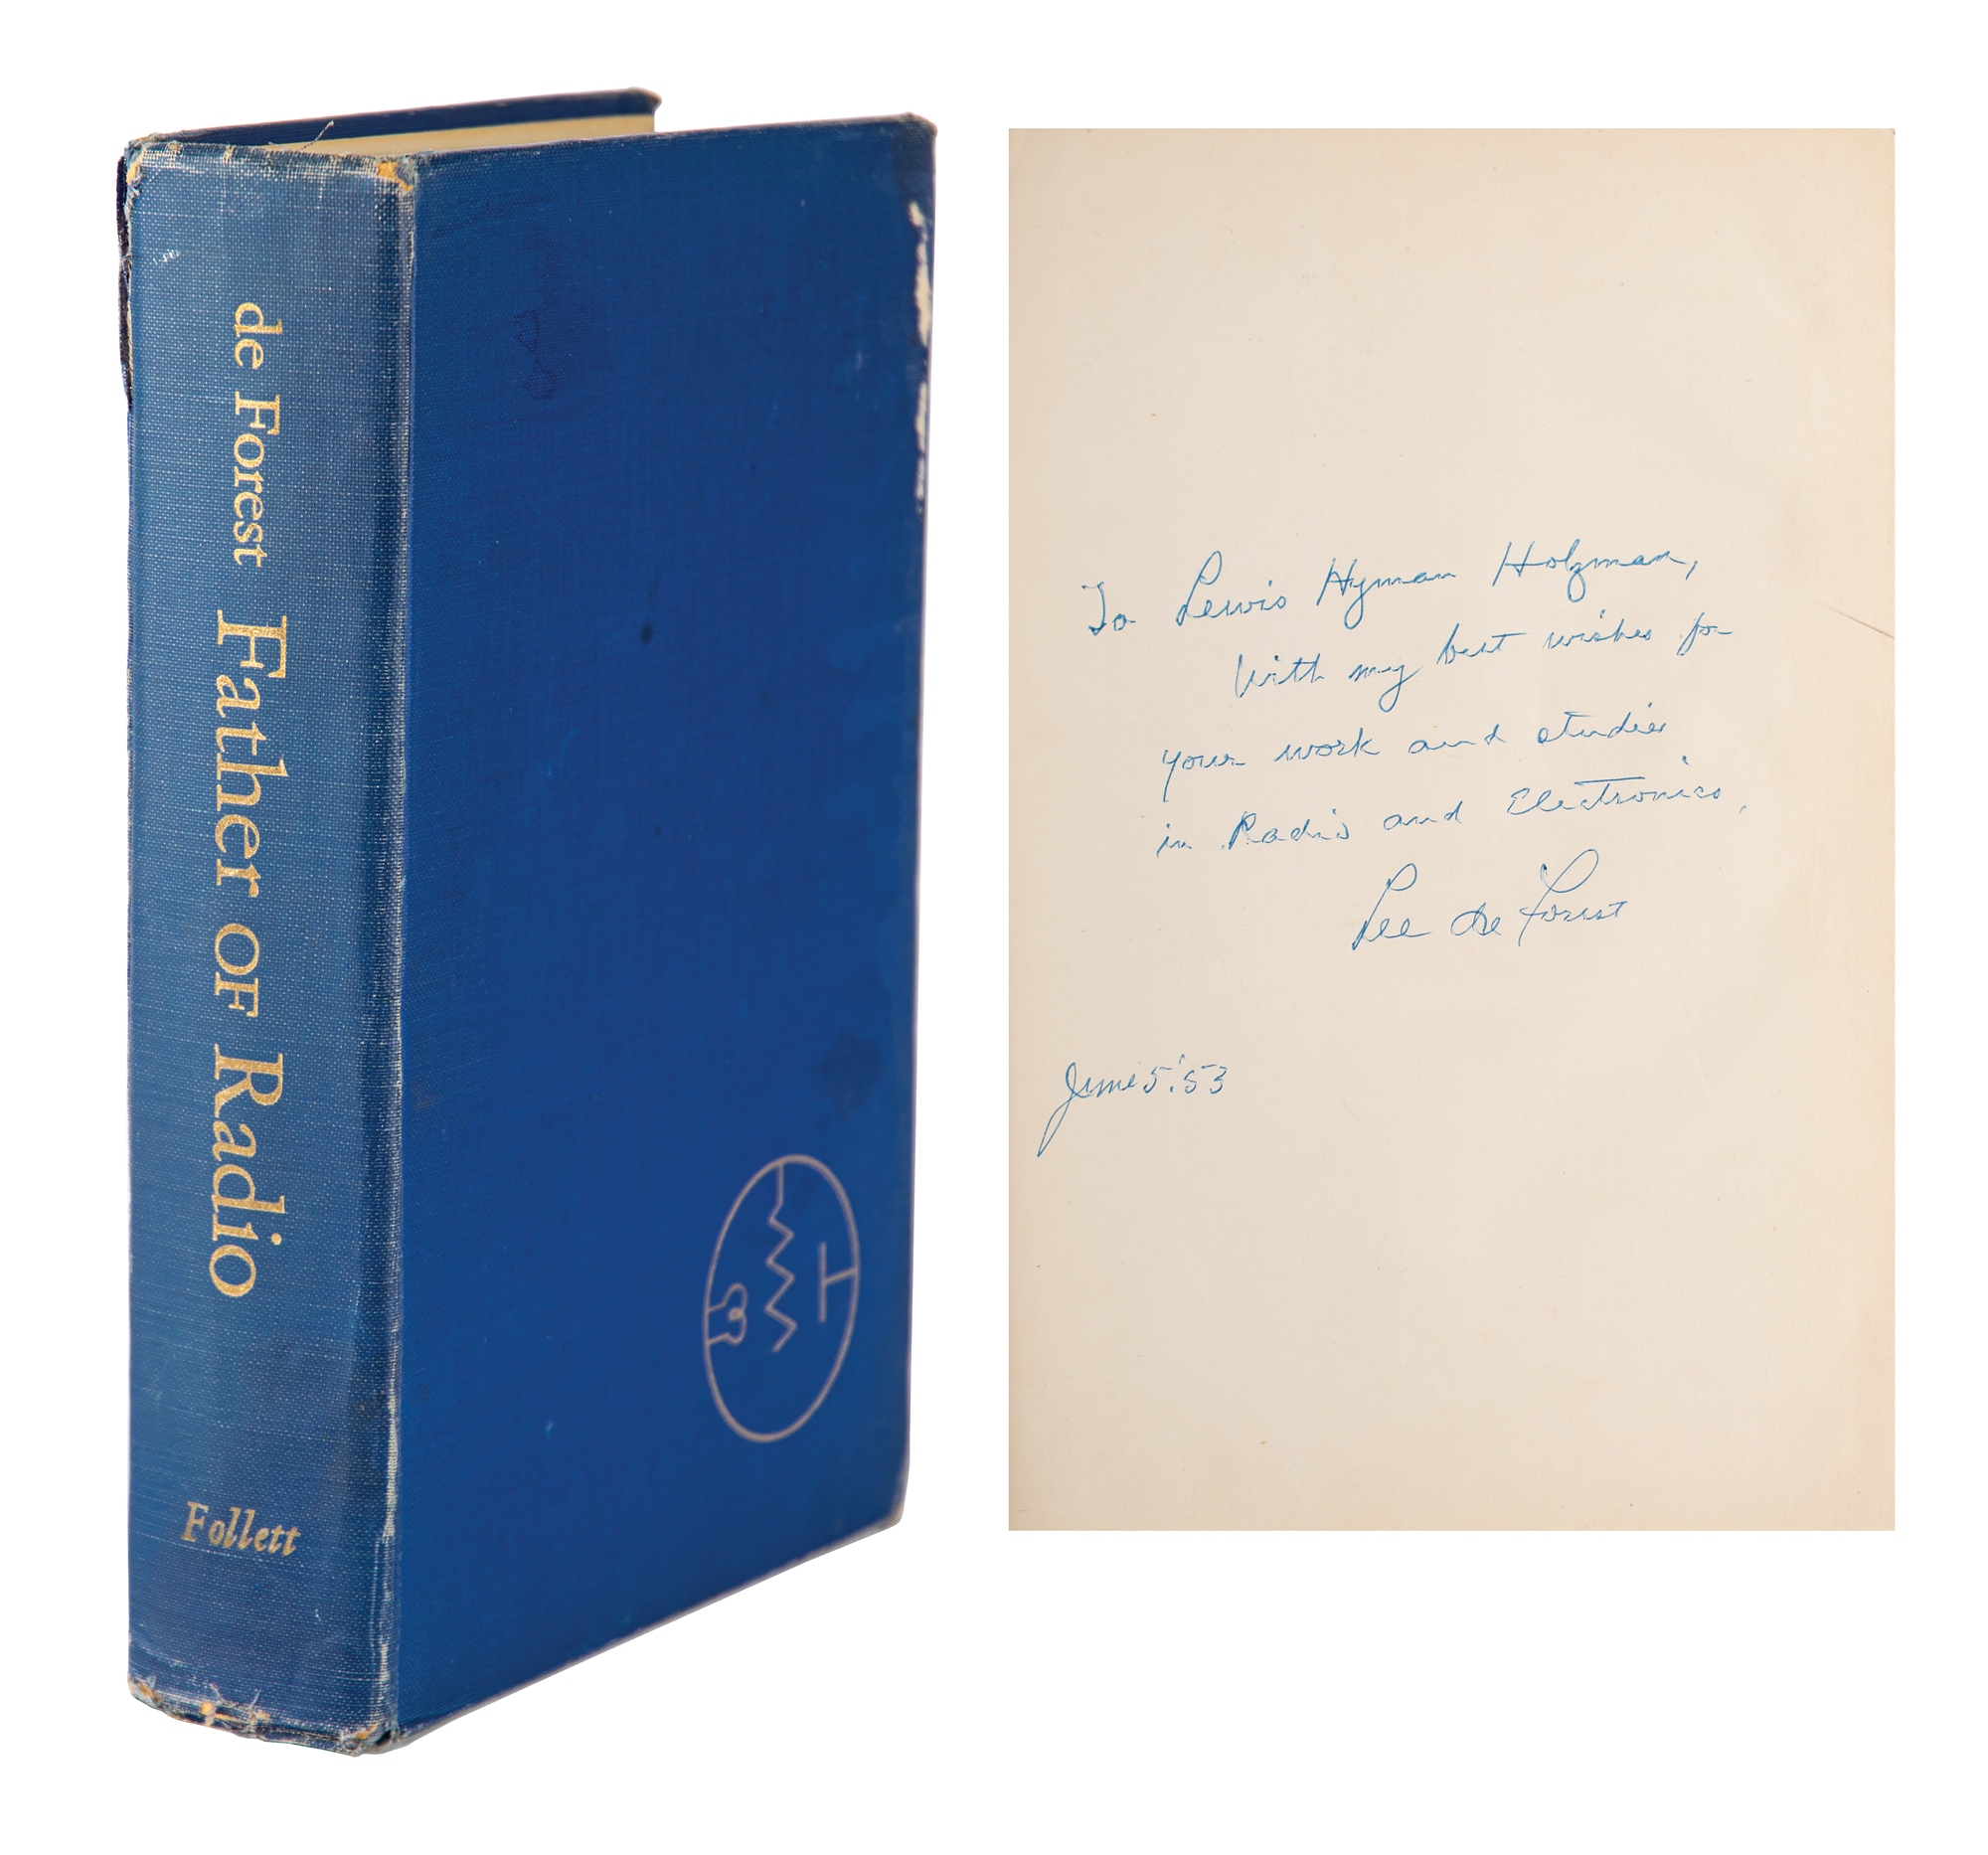 de Forest Father OF Radio
Follett
To Lewis Hyman Holzman,
With my best wishes for
your work and studies
in Radio and Electronics,
Lee de Forest
June 5, '53